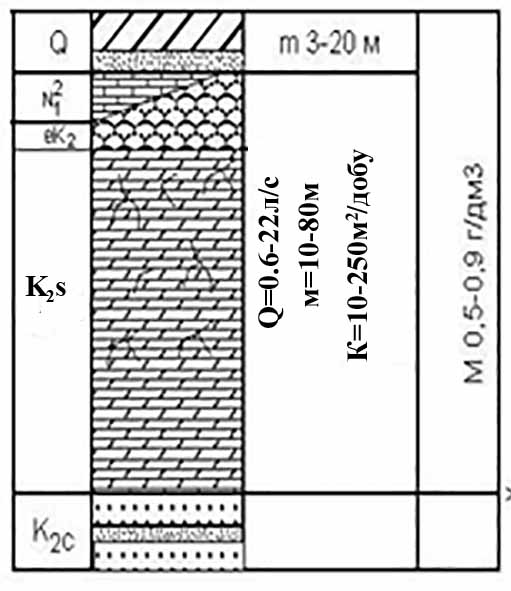 Q
m 3-20 м
N₁²
eK₂
K₂s
Q=0.6-22л/с
м=10-80м
К=10-250м²/добу
М 0,5-0,9 г/дм3
K₂c